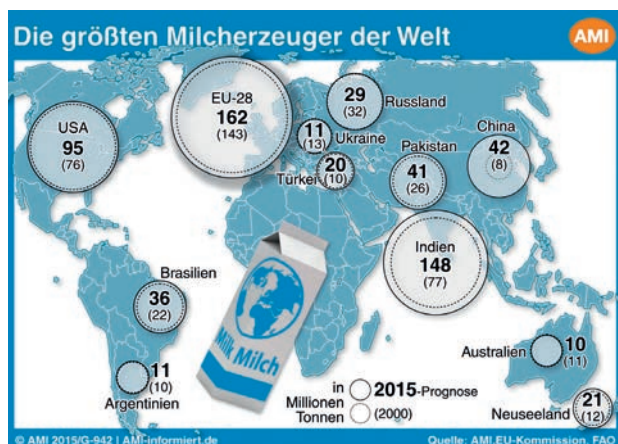 Die größten Milcherzeuger der Welt
AMI
USA
95
(76)
EU-28
162
(143)
29
(32)
Russland
11
(13)
Ukraine
20
(10)
Türkei
Pakistan
41
(26)
China
42
(8)
Indien
148
(77)
Brasilien
36
(22)
11
(10)
Argentinien
Milk Milch
Australien
10
(11)
21
(12)
Neuseeland
in
Millionen
Tonnen
2015-Prognose
(2000)
© AMI 2015/G-942 | AMI-informiert.de
Quelle: AMI.EU-Kommission, FAO